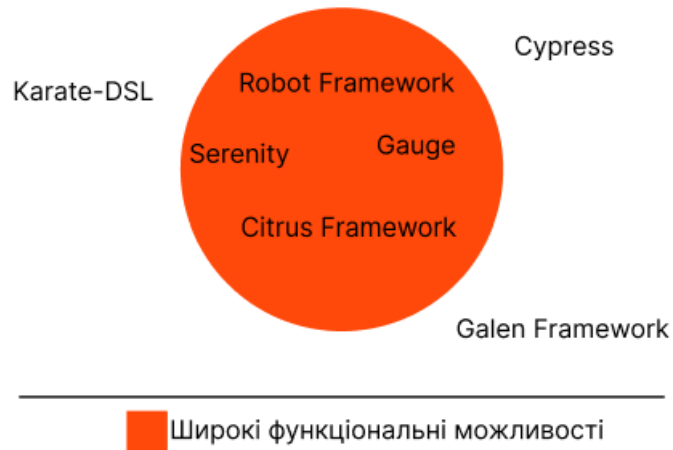 Cypress
Karate-DSL
Robot Framework
Serenity
Gauge
Citrus Framework
Galen Framework
Широкі функціональні можливості